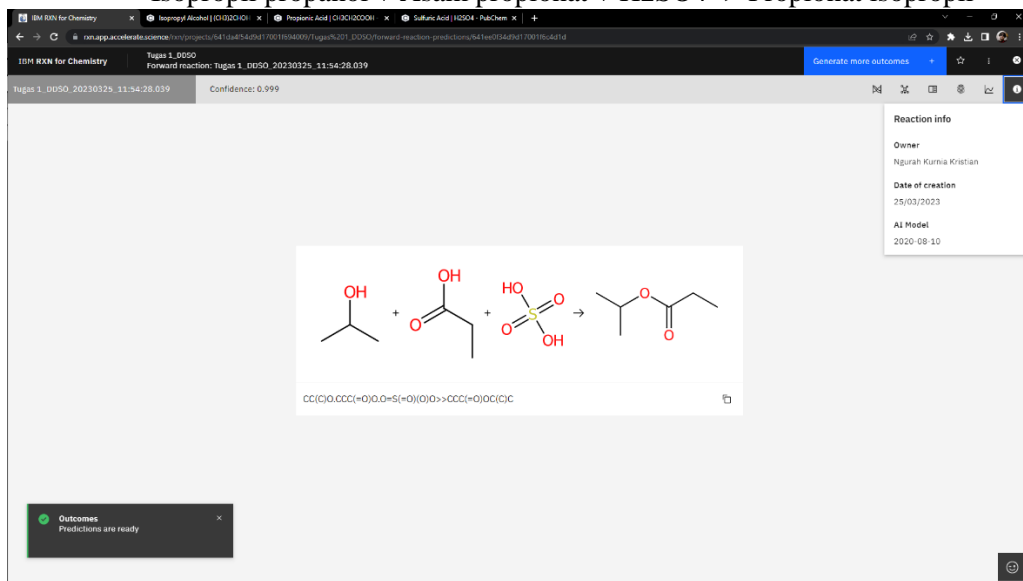 Isopropil propanol + Asam propionat + H2SO4 → Propionat Isopropil
IBM RXN for Chemistry
Isopropyl Alcohol | (CH3)2CHOH
Propionic Acid | CH3CH2COOH
Sulfuric Acid | H2SO4 - PubChem
rxn.app.accelerate.science/rxn/projects/641da4f54d9d17001f694009/Tugas%201_DDSO/forward-reaction-predictions/641ee0f34d9d17001f6c4d1d
IBM RXN for Chemistry
Tugas 1_DDSO
Forward reaction: Tugas 1_DDSO_20230325_11:54:28.039
Generate more outcomes +
Tugas 1_DDSO_20230325_11:54:28.039
Confidence: 0.999
Reaction info
Owner
Ngurah Kurnia Kristian
Date of creation
25/03/2023
AI Model
2020-08-10
OH
+
O
OH
+
HO
O
S
O
OH
→
O
O
CC(C)O.CCC(=O)O.O=S(=O)(O)O>>CCC(=O)OC(C)C
Outcomes
Predictions are ready